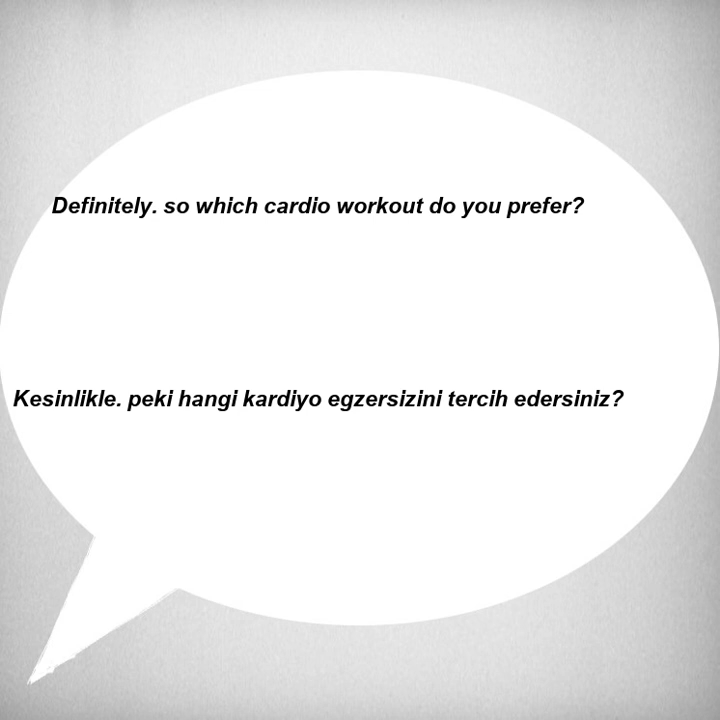 Definitely. so which cardio workout do you prefer?
Kesinlikle. peki hangi kardiyo egzersizini tercih edersiniz?